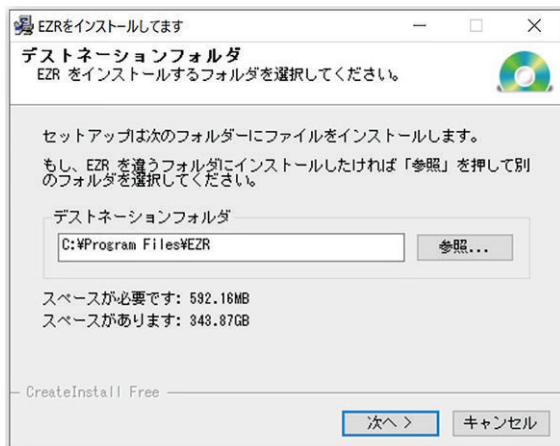 EZRをインストールしてます
デストネーションフォルダ
EZR をインストールするフォルダを選択してください。
セットアップは次のフォルダーにファイルをインストールします。
もし、EZR を違うフォルダにインストールしたければ「参照」を押して別
のフォルダを選択してください。
デストネーションフォルダ
C:¥Program Files¥EZR
参照...
スペースが必要です: 592.16MB
スペースがあります: 343.87GB
CreateInstall Free
次へ >
キャンセル